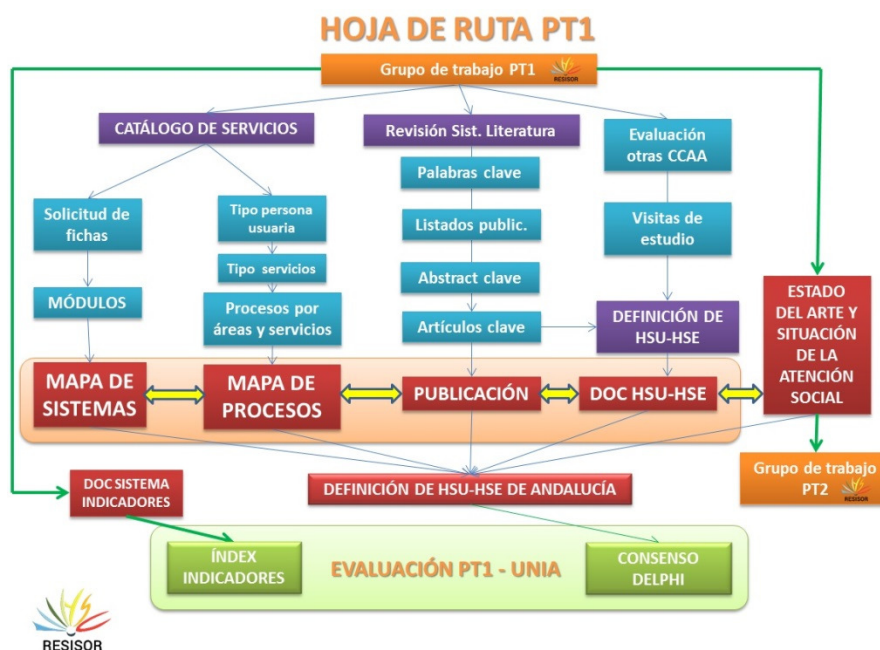 HOJA DE RUTA PT1
Grupo de trabajo PT1
RESISOR
CATÁLOGO DE SERVICIOS
Revisión Sist. Literatura
Evaluación
otras CCAA
Palabras clave
Solicitud de
fichas
Tipo persona
usuaria
Listados public.
Visitas de
estudio
Tipo servicios
Abstract clave
MÓDULOS
Procesos por
áreas y servicios
Artículos clave
DEFINICIÓN DE
HSU-HSE
ESTADO
DEL ARTE Y
SITUACIÓN
DE LA
ATENCIÓN
SOCIAL
MAPA DE
SISTEMAS
MAPA DE
PROCESOS
PUBLICACIÓN
DOC HSU-HSE
DOC SISTEMA
INDICADORES
DEFINICIÓN DE HSU-HSE DE ANDALUCÍA
Grupo de trabajo
PT2
RESISOR
ÍNDEX
INDICADORES
EVALUACIÓN PT1 - UNIA
CONSENSO
DELPHI
RESISOR